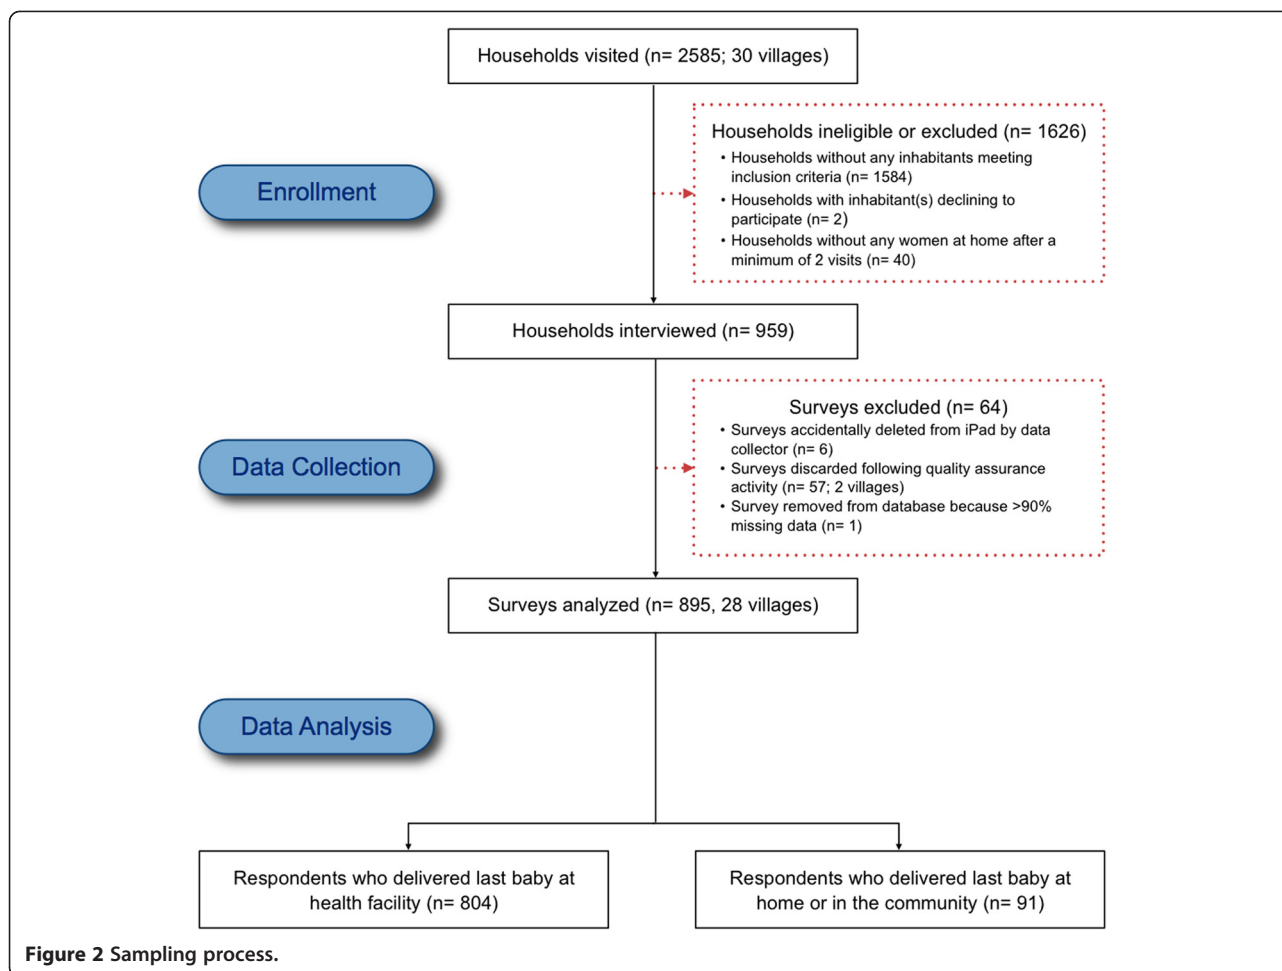 Households visited (n= 2585; 30 villages)
Households ineligible or excluded (n= 1626)
• Households without any inhabitants meeting
inclusion criteria (n= 1584)
• Households with inhabitant(s) declining to
participate (n= 2)
• Households without any women at home after a
minimum of 2 visits (n= 40)
Enrollment
Households interviewed (n= 959)
Surveys excluded (n= 64)
• Surveys accidentally deleted from iPad by data
collector (n= 6)
• Surveys discarded following quality assurance
activity (n= 57; 2 villages)
• Survey removed from database because >90%
missing data (n= 1)
Data Collection
Surveys analyzed (n= 895, 28 villages)
Data Analysis
Respondents who delivered last baby at
health facility (n= 804)
Respondents who delivered last baby at
home or in the community (n= 91)
Figure 2 Sampling process.